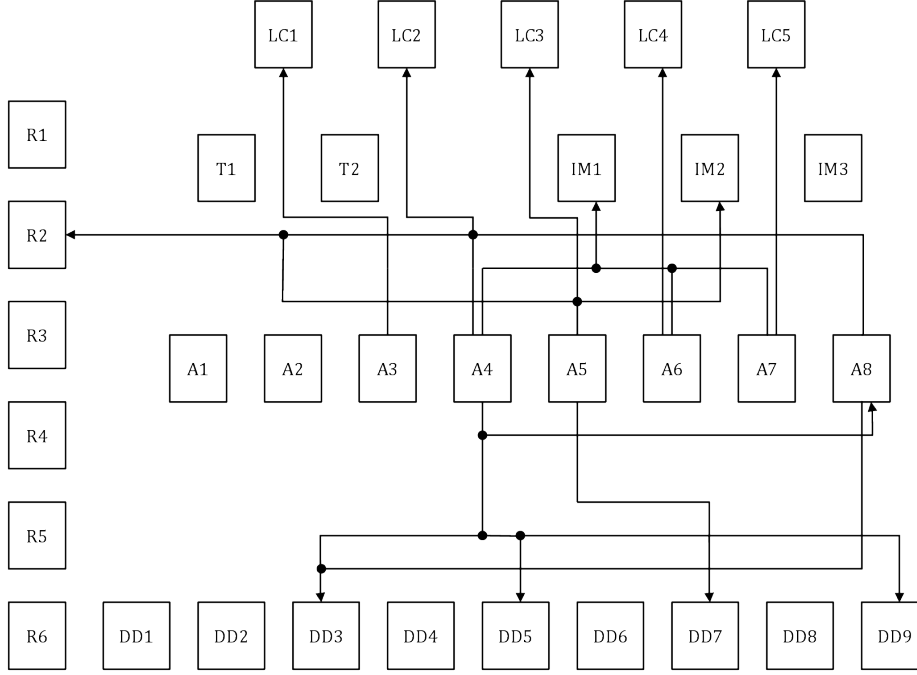 LC1 LC2 LC3 LC4 LC5
R1
T1 T2 IM1 IM2 IM3
R2
R3
A1 A2 A3 A4 A5 A6 A7 A8
R4
R5
R6 DD1 DD2 DD3 DD4 DD5 DD6 DD7 DD8 DD9